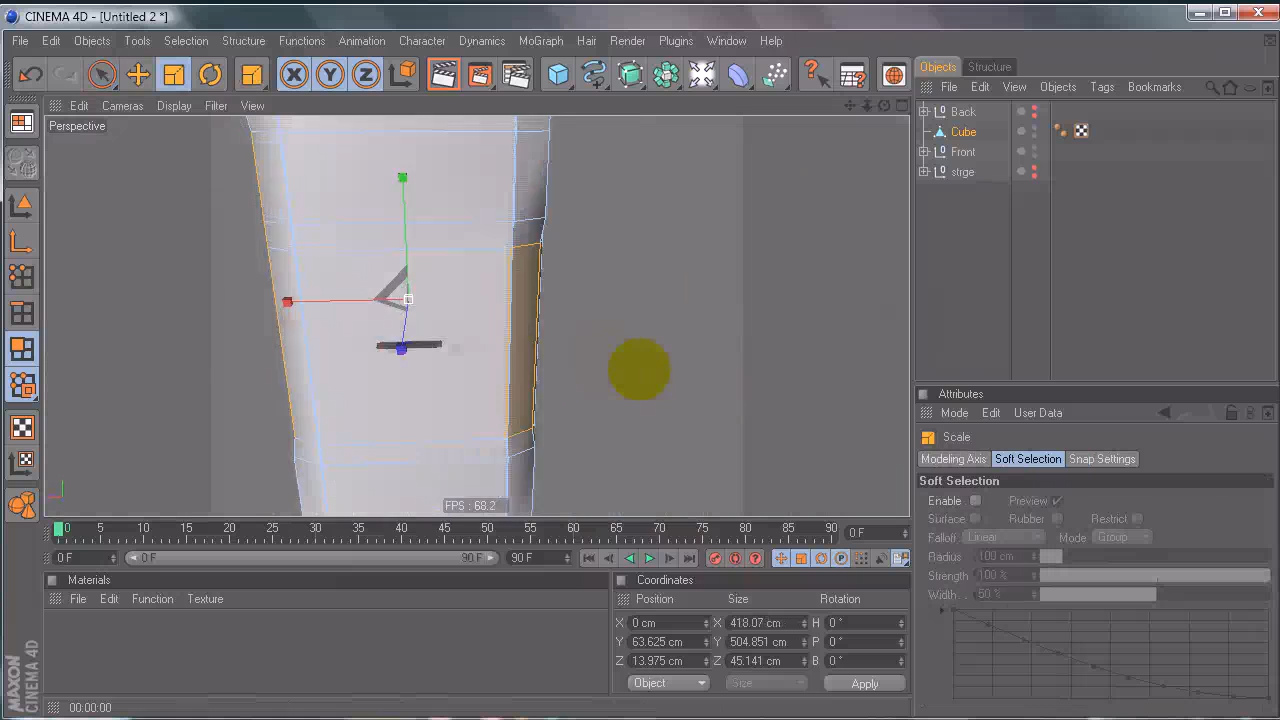 CINEMA 4D - [Untitled 2 *]
File Edit Objects Tools Selection Structure Functions Animation Character Dynamics MoGraph Hair Render Plugins Window Help
X Y Z
Edit Cameras Display Filter View
Perspective
FPS : 68.2
0 5 10 15 20 25 30 35 40 45 50 55 60 65 70 75 80 85 90 0 F
0 F 0 F 90 F 90 F
Materials
File Edit Function Texture
Coordinates
Position Size Rotation
X 0 cm X 418.07 cm H 0 °
Y 63.625 cm Y 504.851 cm P 0 °
Z 13.975 cm Z 45.141 cm B 0 °
Object Size Apply
00:00:00
MAXON
CINEMA 4D
Objects Structure
File Edit View Objects Tags Bookmarks
Back
Cube
Front
strge
Attributes
Mode Edit User Data
Scale
Modeling Axis Soft Selection Snap Settings
Soft Selection
Enable Preview
Surface Rubber Restrict
Falloff Linear Mode Group
Radius 100 cm
Strength 100 %
Width . . 50 %